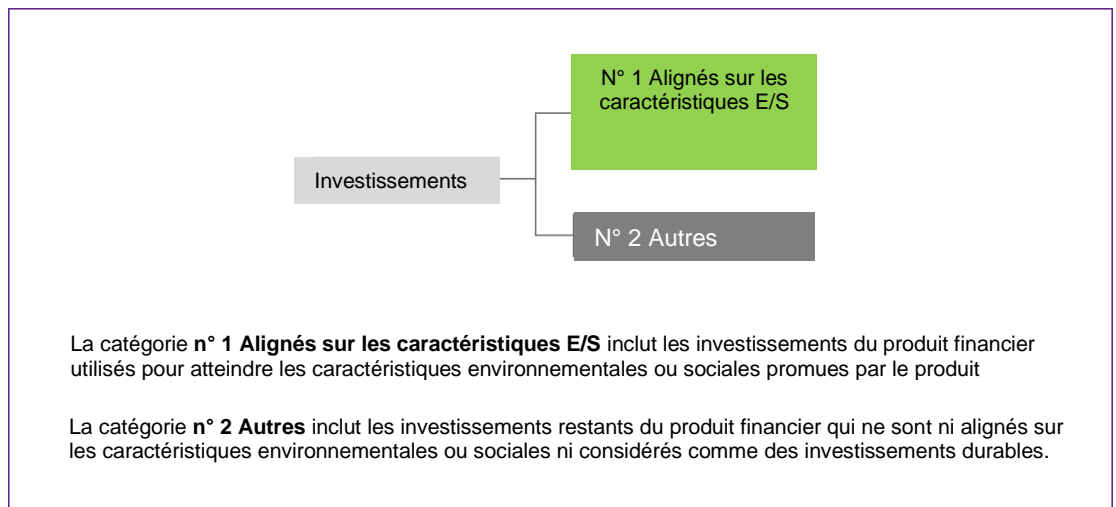 N° 1 Alignés sur les
caractéristiques E/S
Investissements
N° 2 Autres
La catégorie n° 1 Alignés sur les caractéristiques E/S inclut les investissements du produit financier
utilisés pour atteindre les caractéristiques environnementales ou sociales promues par le produit
La catégorie n° 2 Autres inclut les investissements restants du produit financier qui ne sont ni alignés sur
les caractéristiques environnementales ou sociales ni considérés comme des investissements durables.